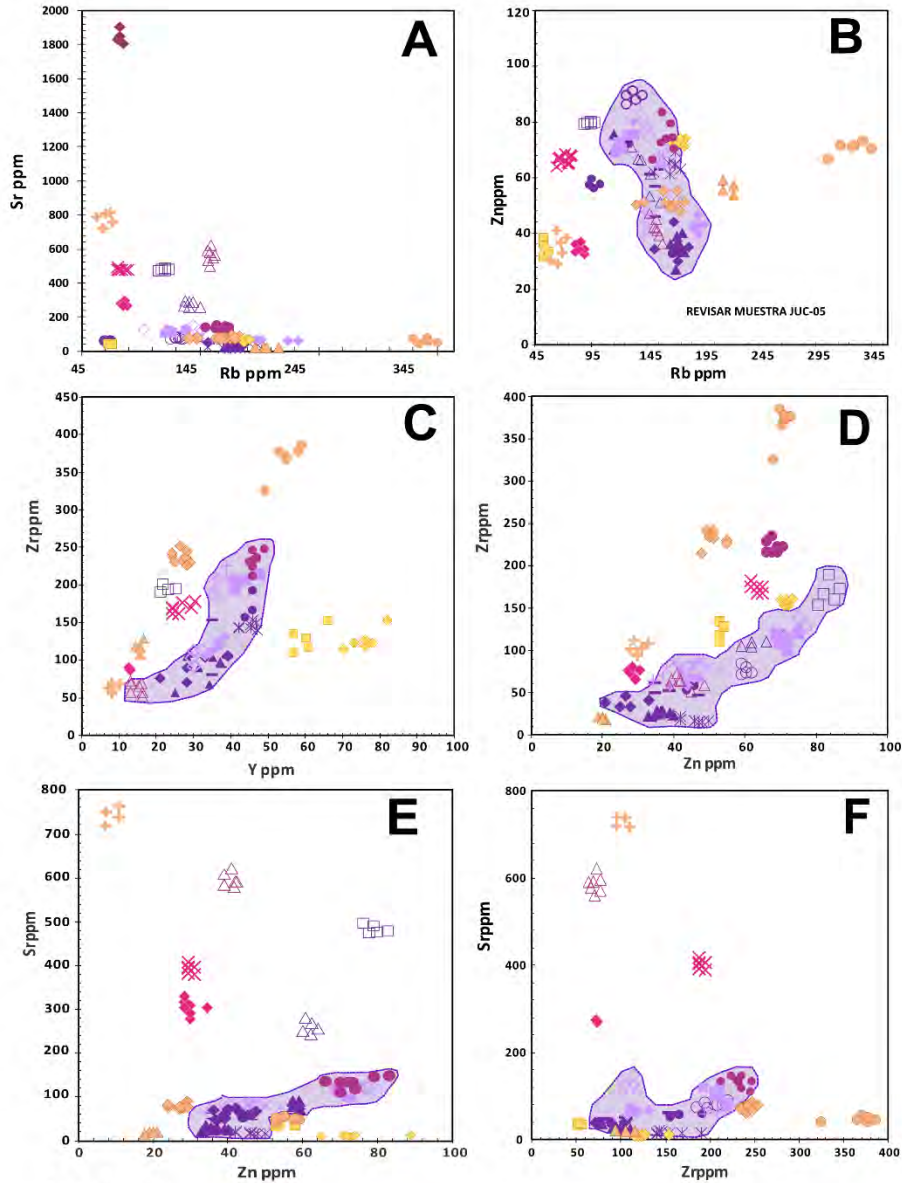 A
2000
1800
1600
1400
1200
1000
800
600
400
200
0
Sr ppm
45 145 245 345
Rb ppm
B
120
100
80
60
40
20
0
Znppm
REVISAR MUESTRA JUC-05
45 95 145 195 245 295 345
Rb ppm
C
450
400
350
300
250
200
150
100
50
0
Zrppm
0 10 20 30 40 50 60 70 80 90 100
Y ppm
D
400
350
300
250
200
150
100
50
0
Zrppm
0 20 40 60 80 100
Zn ppm
E
800
700
600
500
400
300
200
100
0
Srppm
0 20 40 60 80 100
Zn ppm
F
800
600
400
200
0
Srppm
0 50 100 150 200 250 300 350 400
Zrppm